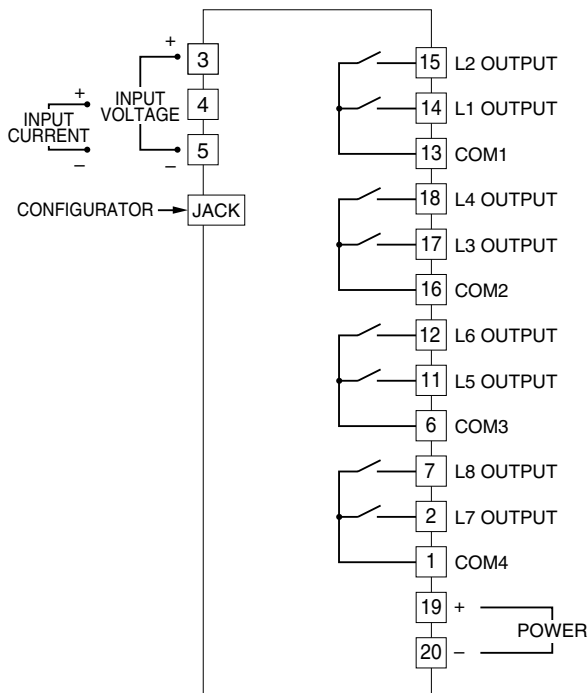 +
3
INPUT
VOLTAGE
4
+
INPUT
CURRENT
–
5
–
CONFIGURATOR
JACK
15 L2 OUTPUT
14 L1 OUTPUT
13 COM1
18 L4 OUTPUT
17 L3 OUTPUT
16 COM2
12 L6 OUTPUT
11 L5 OUTPUT
6 COM3
7 L8 OUTPUT
2 L7 OUTPUT
1 COM4
19 +
POWER
20 –